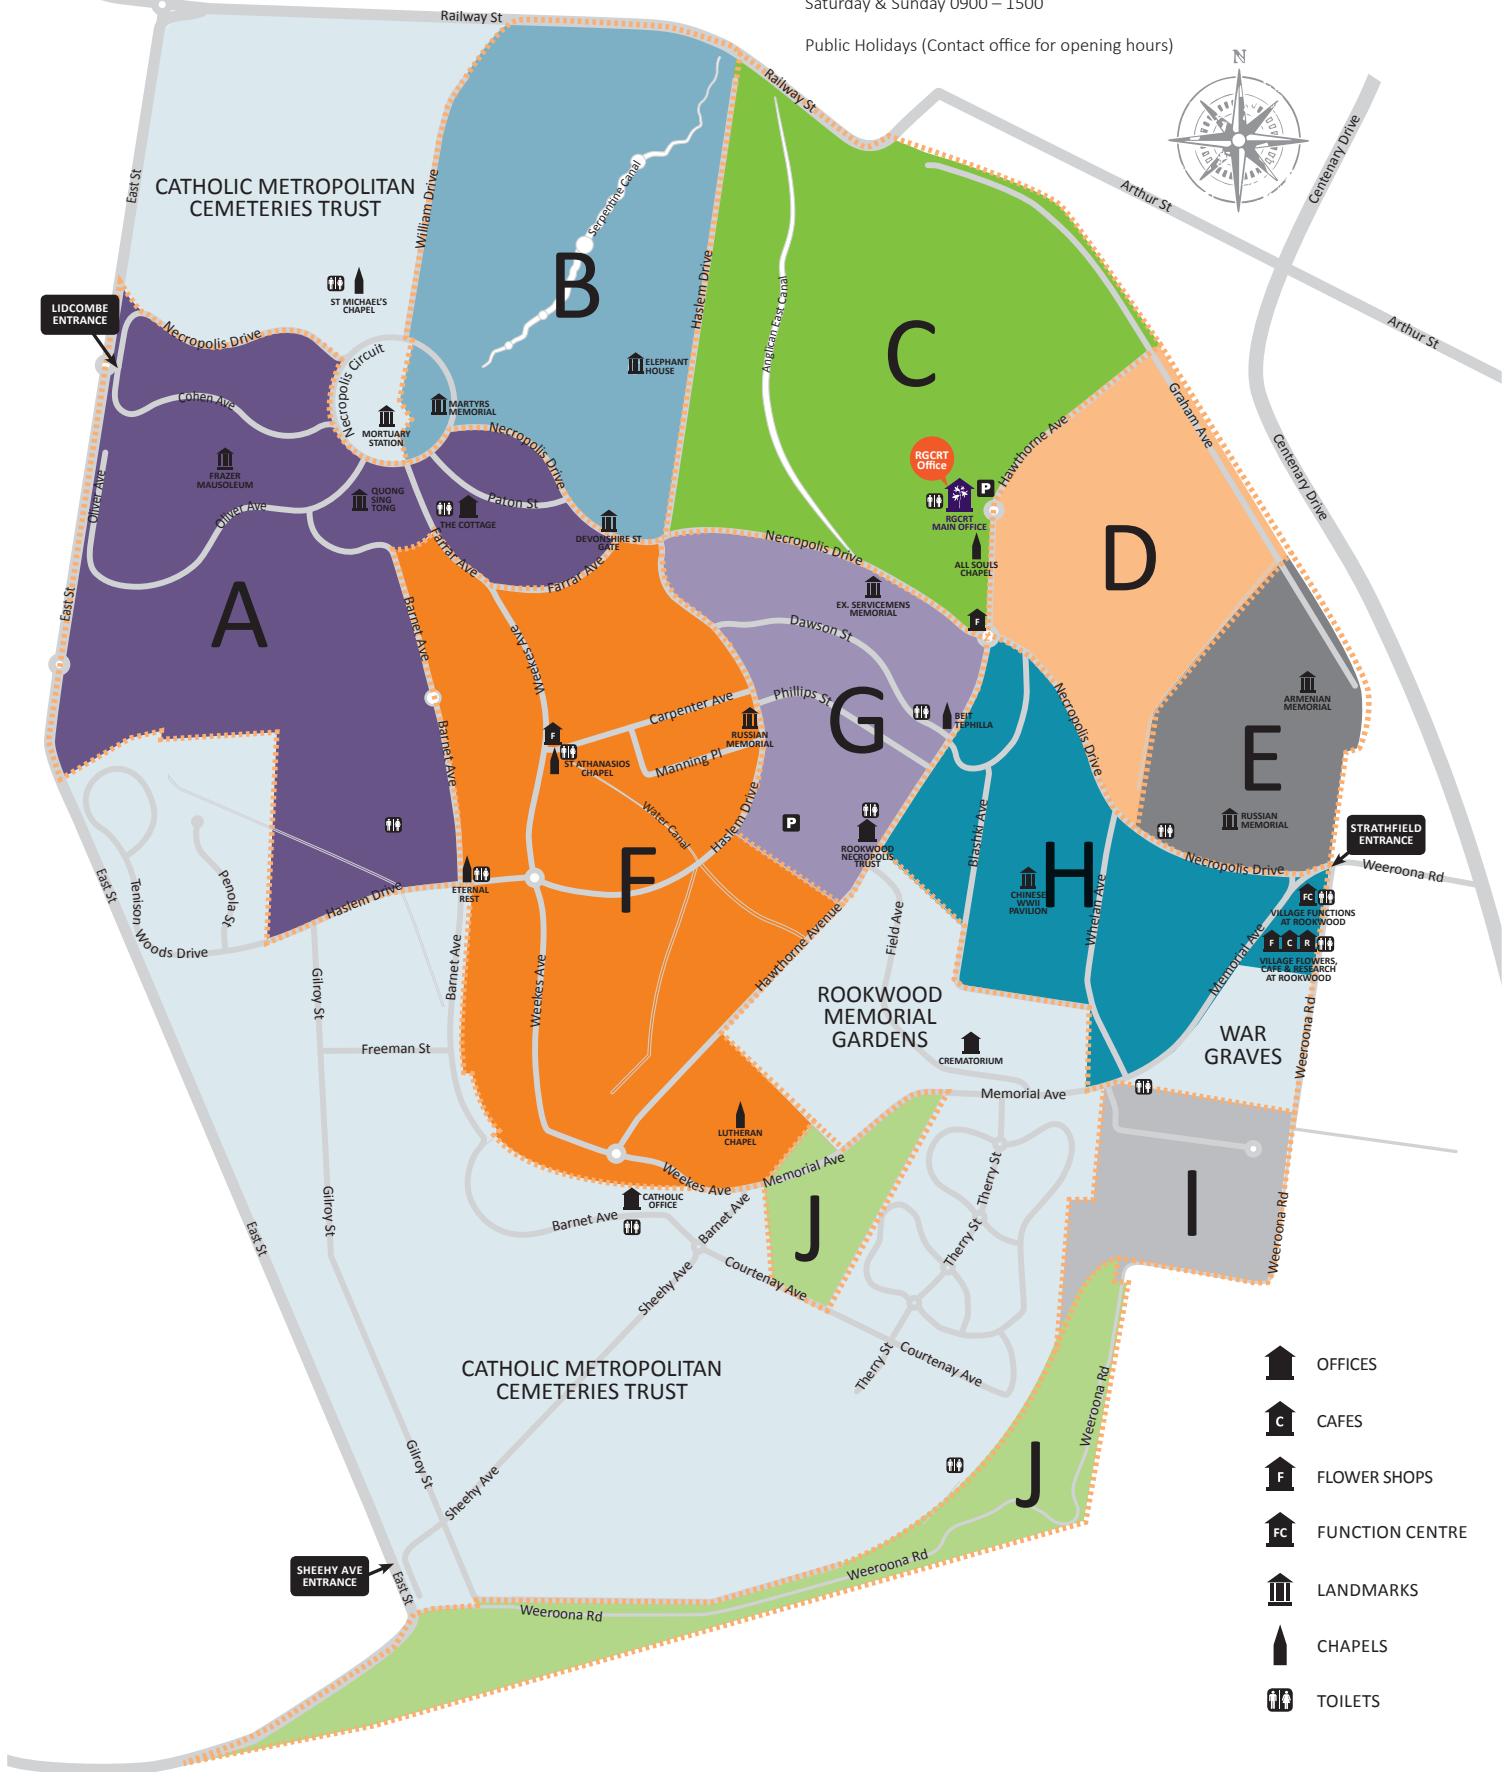 Saturday & Sunday 0900 – 1500
Public Holidays (Contact office for opening hours)
N
Railway St
Railway St
Arthur St
Arthur St
Centenary Drive
Centenary Drive
East St
CATHOLIC METROPOLITAN
CEMETERIES TRUST
William Drive
Serpentine Canal
B
Haslem Drive
Anglican East Canal
C
ST MICHAEL'S
CHAPEL
LIDCOMBE
ENTRANCE
Necropolis Drive
Necropolis Circuit
ELEPHANT
HOUSE
MARTYRS
MEMORIAL
MORTUARY
STATION
Cohen Ave
Graham Ave
Hawthorne Ave
Necropolis Drive
RGCRT
Office
P
RGCRT
MAIN OFFICE
FRAZER
MAUSOLEUM
Oliver Ave
Oliver Ave
QUONG
SING
TONG
THE COTTAGE
Paton St
DEVONSHIRE ST
GATE
Farrar Ave
Farrar Ave
Necropolis Drive
ALL SOULS
CHAPEL
D
EX. SERVICEMENS
MEMORIAL
F
East St
A
Barnet Ave
Weekes Ave
Dawson St
Phillips St
G
BEIT
TEPHILLA
Necropolis Drive
ARMENIAN
MEMORIAL
E
Carpenter Ave
RUSSIAN
MEMORIAL
Manning Pl
F
ST ATHANASIOS
CHAPEL
Barnet Ave
Water Canal
Haslem Drive
P
ROOKWOOD
NECROPOLIS
TRUST
Blashki Ave
RUSSIAN
MEMORIAL
STRATHFIELD
ENTRANCE
Necropolis Drive
Weeroona Rd
H
CHINESE
WWII
PAVILION
Whelan Ave
FC
VILLAGE FUNCTIONS
AT ROOKWOOD
F C R
VILLAGE FLOWERS,
CAFE & RESEARCH
AT ROOKWOOD
Memorial Ave
East St
Tenison
Woods Drive
Penola St
Haslem Drive
ETERNAL
REST
F
Hawthorne Avenue
Field Ave
Barnet Ave
Weekes Ave
Gilroy St
Freeman St
ROOKWOOD
MEMORIAL
GARDENS
CREMATORIUM
WAR
GRAVES
Weeroona Rd
Memorial Ave
LUTHERAN
CHAPEL
Weekes Ave
Memorial Ave
J
I
Therry St
Therry St
Weeroona Rd
CATHOLIC
OFFICE
Barnet Ave
Barnet Ave
Gilroy St
East St
Sheehy Ave
Courtenay Ave
Therry St
Courtenay Ave
CATHOLIC METROPOLITAN
CEMETERIES TRUST
Weeroona Rd
J
Gilroy St
Sheehy Ave
SHEEHY AVE
ENTRANCE
East St
Weeroona Rd
Weeroona Rd
OFFICES
C
CAFES
F
FLOWER SHOPS
FC
FUNCTION CENTRE
LANDMARKS
CHAPELS
TOILETS